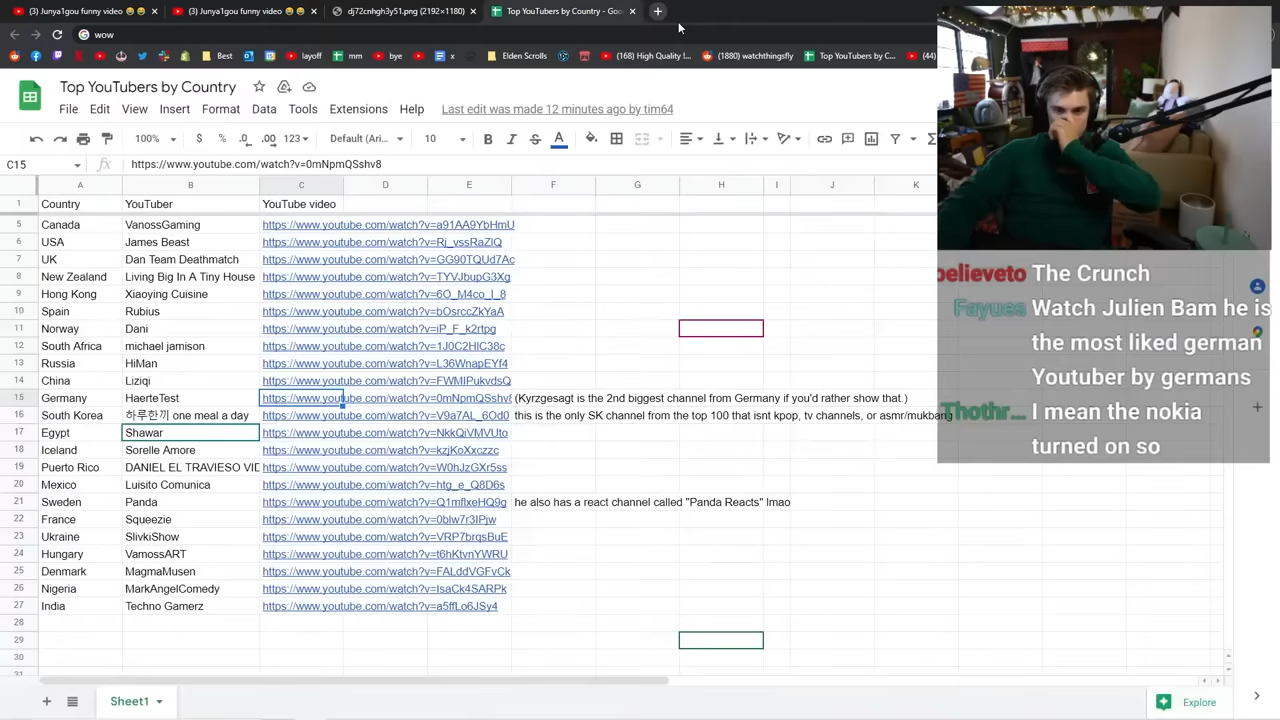 (3) Junya1gou funny video 😂😂
(3) Junya1gou funny video 😂😂
dj72cnhgh3y51.png (2192×1180)
Top YouTubers by Country - Goo
wow
Best
layoff
mm
bye
x
Elden Scrolls
(168) High Quality I...
(1880) watchthingsfly
Top YouTubers by C...
(44)
Top YouTubers by Country
File Edit View Insert Format Data Tools Extensions Help Last edit was made 12 minutes ago by tim64
100% $ % .0 .00 123 Default (Ari... 10 B I S A
C15 fx https://www.youtube.com/watch?v=0mNpmQSshv8
A B C D E F G H I J K
1 Country YouTuber YouTube video
5 Canada VanossGaming https://www.youtube.com/watch?v=a91AA9YbHmU
6 USA James Beast https://www.youtube.com/watch?v=Rj_vssRaZlQ
7 UK Dan Team Deathmatch https://www.youtube.com/watch?v=GG90TQUd7Ac
8 New Zealand Living Big In A Tiny House https://www.youtube.com/watch?v=TYVJbupG3Xg
9 Hong Kong Xiaoying Cuisine https://www.youtube.com/watch?v=6O_M4co_I_8
10 Spain Rubius https://www.youtube.com/watch?v=bOsrccZkYaA
11 Norway Dani https://www.youtube.com/watch?v=iP_F_k2rtpg
12 South Africa michael jamison https://www.youtube.com/watch?v=1J0C2HlC38c
13 Russia HiMan https://www.youtube.com/watch?v=L36WnapEYf4
14 China Liziqi https://www.youtube.com/watch?v=FWMIPukvdsQ
15 Germany HaerteTest https://www.youtube.com/watch?v=0mNpmQSshv8 (Kyrzgesagt is the 2nd biggest channel from Germany if you'd rather show that.)
16 South Korea 하루한끼 one meal a day https://www.youtube.com/watch?v=V9a7AL_6Od0 this is the only SK channel from the top 100 that isnt kpop, tv channels, or asmr/mukbang
17 Egypt Shawar https://www.youtube.com/watch?v=NkkQiVMVUto
18 Iceland Sorelle Amore https://www.youtube.com/watch?v=kzjKoXxczzc
19 Puerto Rico DANIEL EL TRAVIESO VID https://www.youtube.com/watch?v=W0hJzGXr5ss
20 Mexico Luisito Comunica https://www.youtube.com/watch?v=htg_e_Q8D6s
21 Sweden Panda https://www.youtube.com/watch?v=Q1mflxeHQ9g he also has a react channel called "Panda Reacts" lmao
22 France Squeezie https://www.youtube.com/watch?v=0blw7r3IPjw
23 Ukraine SlivkiShow https://www.youtube.com/watch?v=VRP7brqsBuE
24 Hungary VamossART https://www.youtube.com/watch?v=t6hKtvnYWRU
25 Denmark MagmaMusen https://www.youtube.com/watch?v=FALddVGFvCk
26 Nigeria MarkAngelComedy https://www.youtube.com/watch?v=IsaCk4SARPk
27 India Techno Gamerz https://www.youtube.com/watch?v=a5ffLo6JSy4
28
29
30
31
believeto The Crunch
Fayues Watch Julien Bam he is
the most liked german
Youtuber by germans
Thothr... I mean the nokia
turned on so
Sheet1
Explore